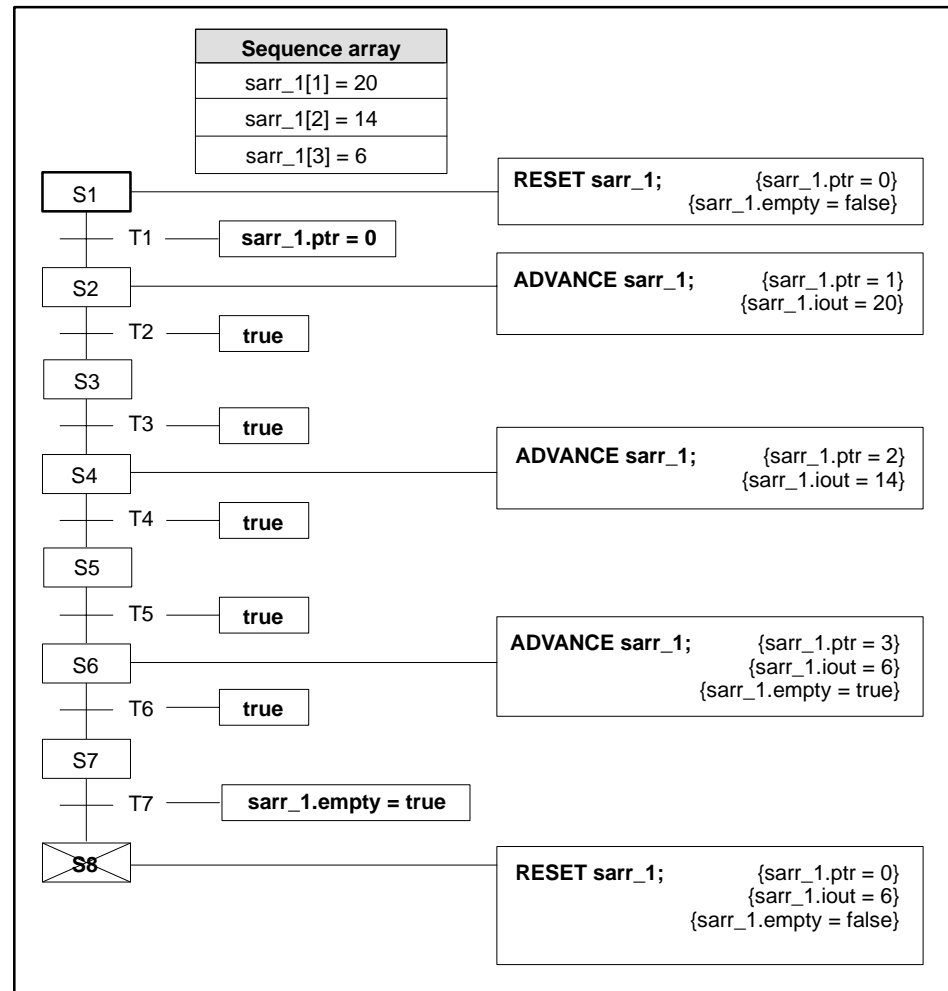 Sequence array
sarr_1[1] = 20
sarr_1[2] = 14
sarr_1[3] = 6
S1
RESET sarr_1; {sarr_1.ptr = 0}
{sarr_1.empty = false}
T1 sarr_1.ptr = 0
S2
ADVANCE sarr_1; {sarr_1.ptr = 1}
{sarr_1.iout = 20}
T2 true
S3
T3 true
S4
ADVANCE sarr_1; {sarr_1.ptr = 2}
{sarr_1.iout = 14}
T4 true
S5
T5 true
S6
ADVANCE sarr_1; {sarr_1.ptr = 3}
{sarr_1.iout = 6}
{sarr_1.empty = true}
T6 true
S7
T7 sarr_1.empty = true
S8
RESET sarr_1; {sarr_1.ptr = 0}
{sarr_1.iout = 6}
{sarr_1.empty = false}